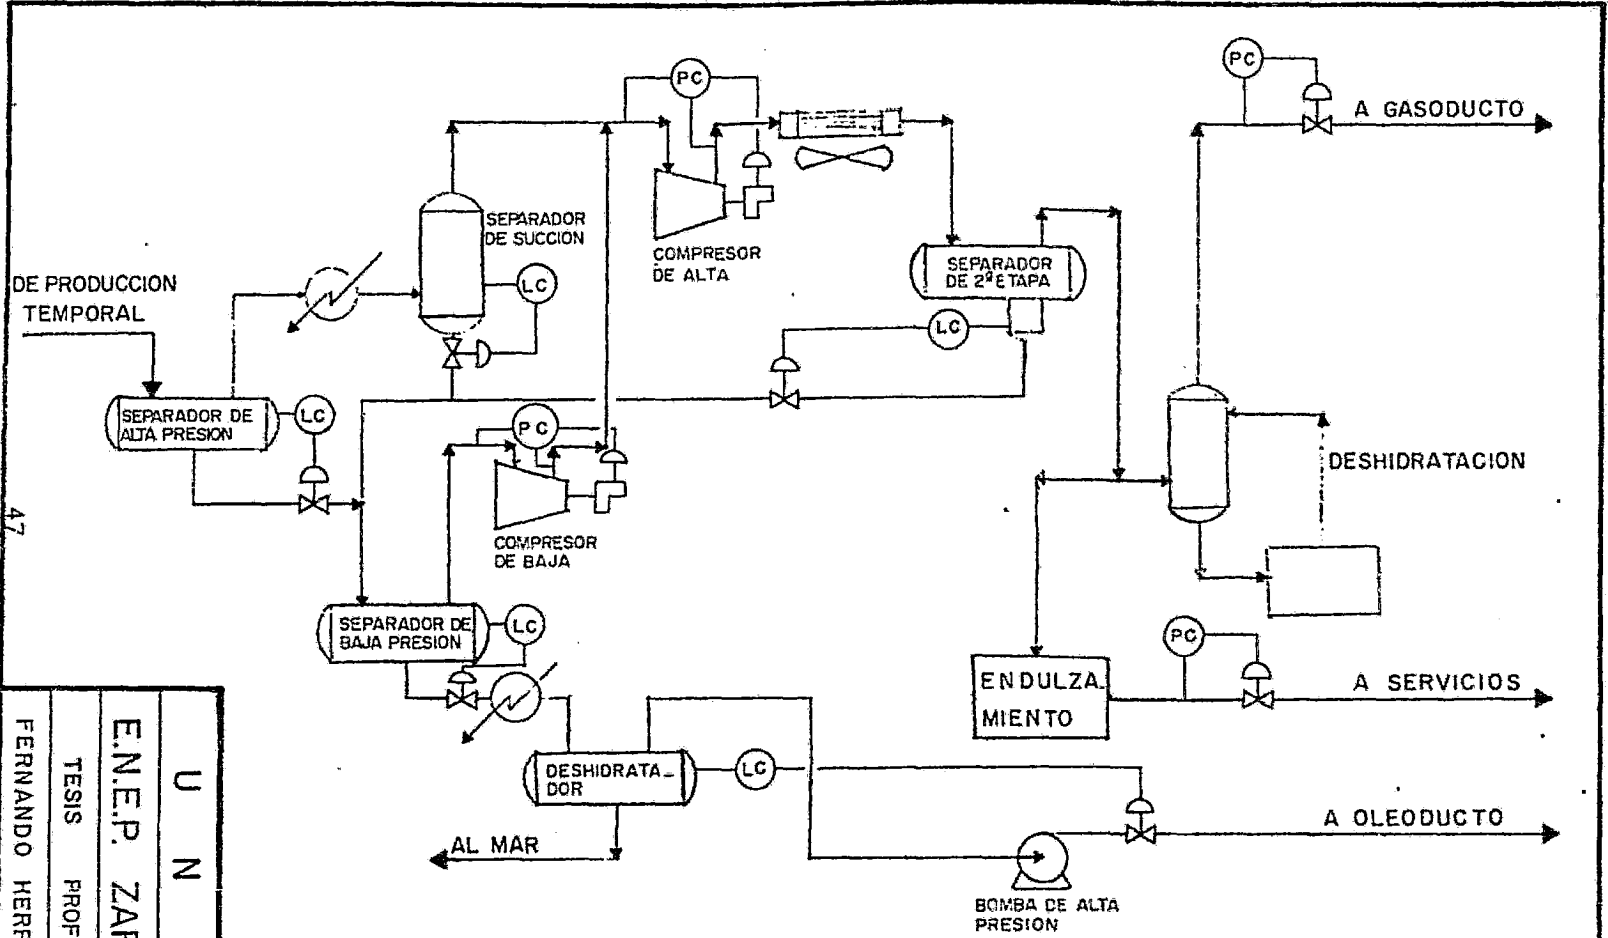 PC
A GASODUCTO
PC
SEPARADOR
DE SUCCION
COMPRESOR
DE ALTA
DE PRODUCCION
TEMPORAL
LC
SEPARADOR
DE 2ª ETAPA
LC
SEPARADOR DE
ALTA PRESION
LC
PC
DESHIDRATACION
COMPRESOR
DE BAJA
47
SEPARADOR DE
BAJA PRESION
LC
PC
ENDULZA_
MIENTO
A SERVICIOS
DESHIDRATA_
DOR
LC
AL MAR
A OLEODUCTO
BOMBA DE ALTA
PRESION
U N
E.N.E.P. ZAR
TESIS PROF
FERNANDO HERR